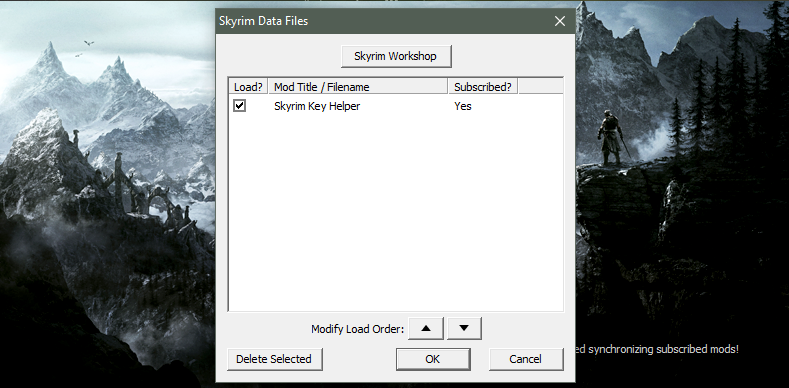 Skyrim Data Files
Skyrim Workshop
Load? Mod Title / Filename Subscribed?
Skyrim Key Helper Yes
Modify Load Order:
Delete Selected OK Cancel
synchronizing subscribed mods!